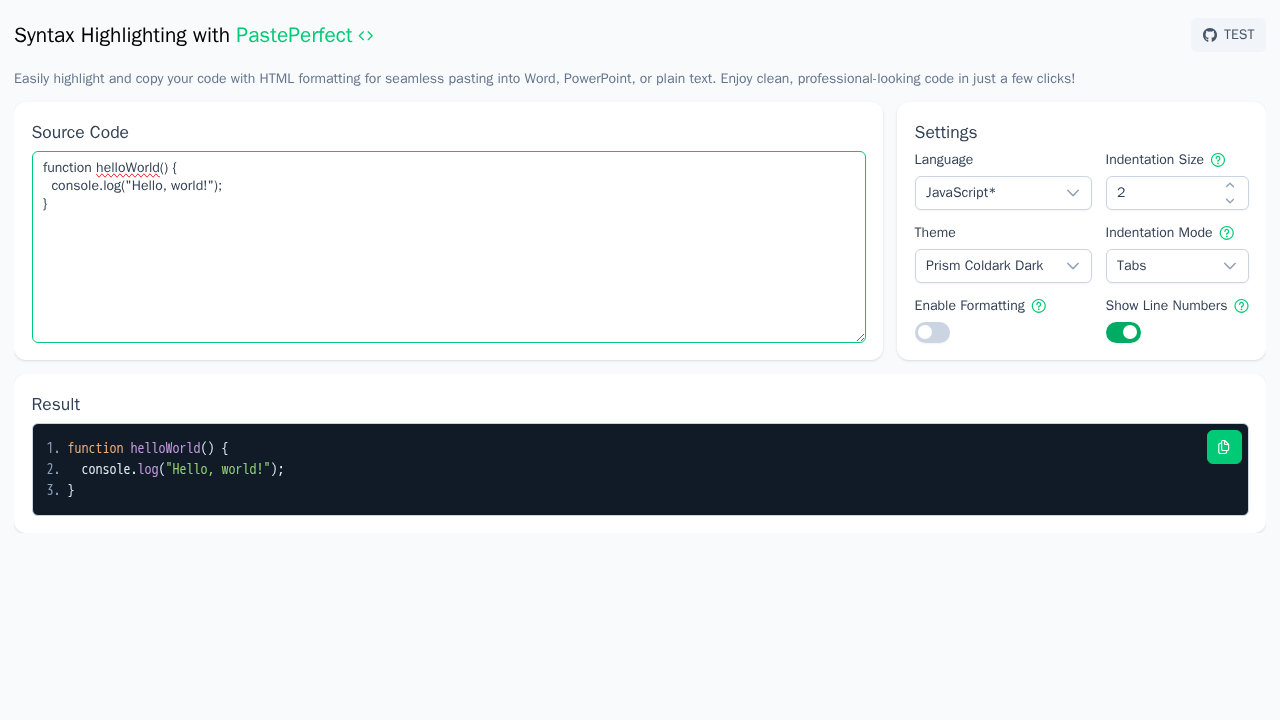 Syntax Highlighting with PastePerfect
TEST
Easily highlight and copy your code with HTML formatting for seamless pasting into Word, PowerPoint, or plain text. Enjoy clean, professional-looking code in just a few clicks!
Source Code
function helloWorld() {
  console.log("Hello, world!");
}
Settings
Language
Indentation Size
JavaScript*
2
Theme
Indentation Mode
Prism Coldark Dark
Tabs
Enable Formatting
Show Line Numbers
Result
1. function helloWorld() {
2.   console.log("Hello, world!");
3. }